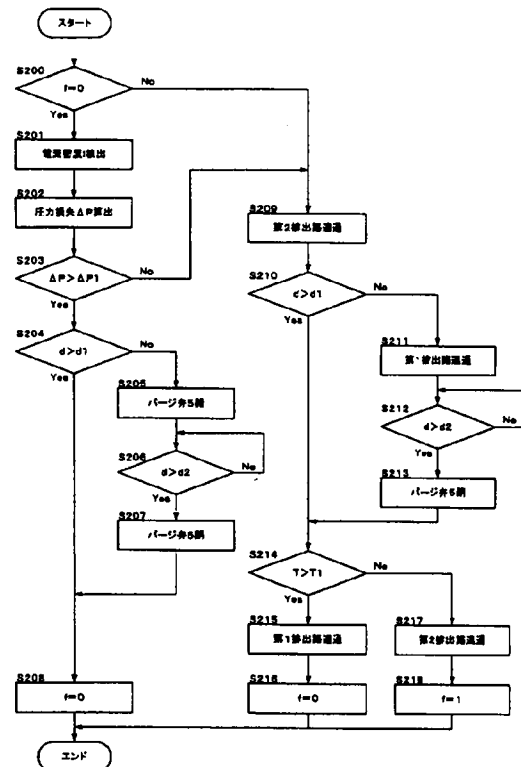 スタート
S200
f=0
No
Yes
S201
電流密度i検出
S202
圧力損失ΔP算出
S203
ΔP>ΔP1
No
Yes
S204
d>d1
No
Yes
S205
パージ弁5開
S206
d>d2
No
Yes
S207
パージ弁5閉
S208
f=0
エンド
S209
第2排出路連通
S210
d>d1
No
Yes
S211
第1排出路連通
S212
d>d2
No
Yes
S213
パージ弁5閉
S214
T>T1
No
Yes
S215
第1排出路連通
S216
f=0
S217
第2排出路連通
S218
f=1